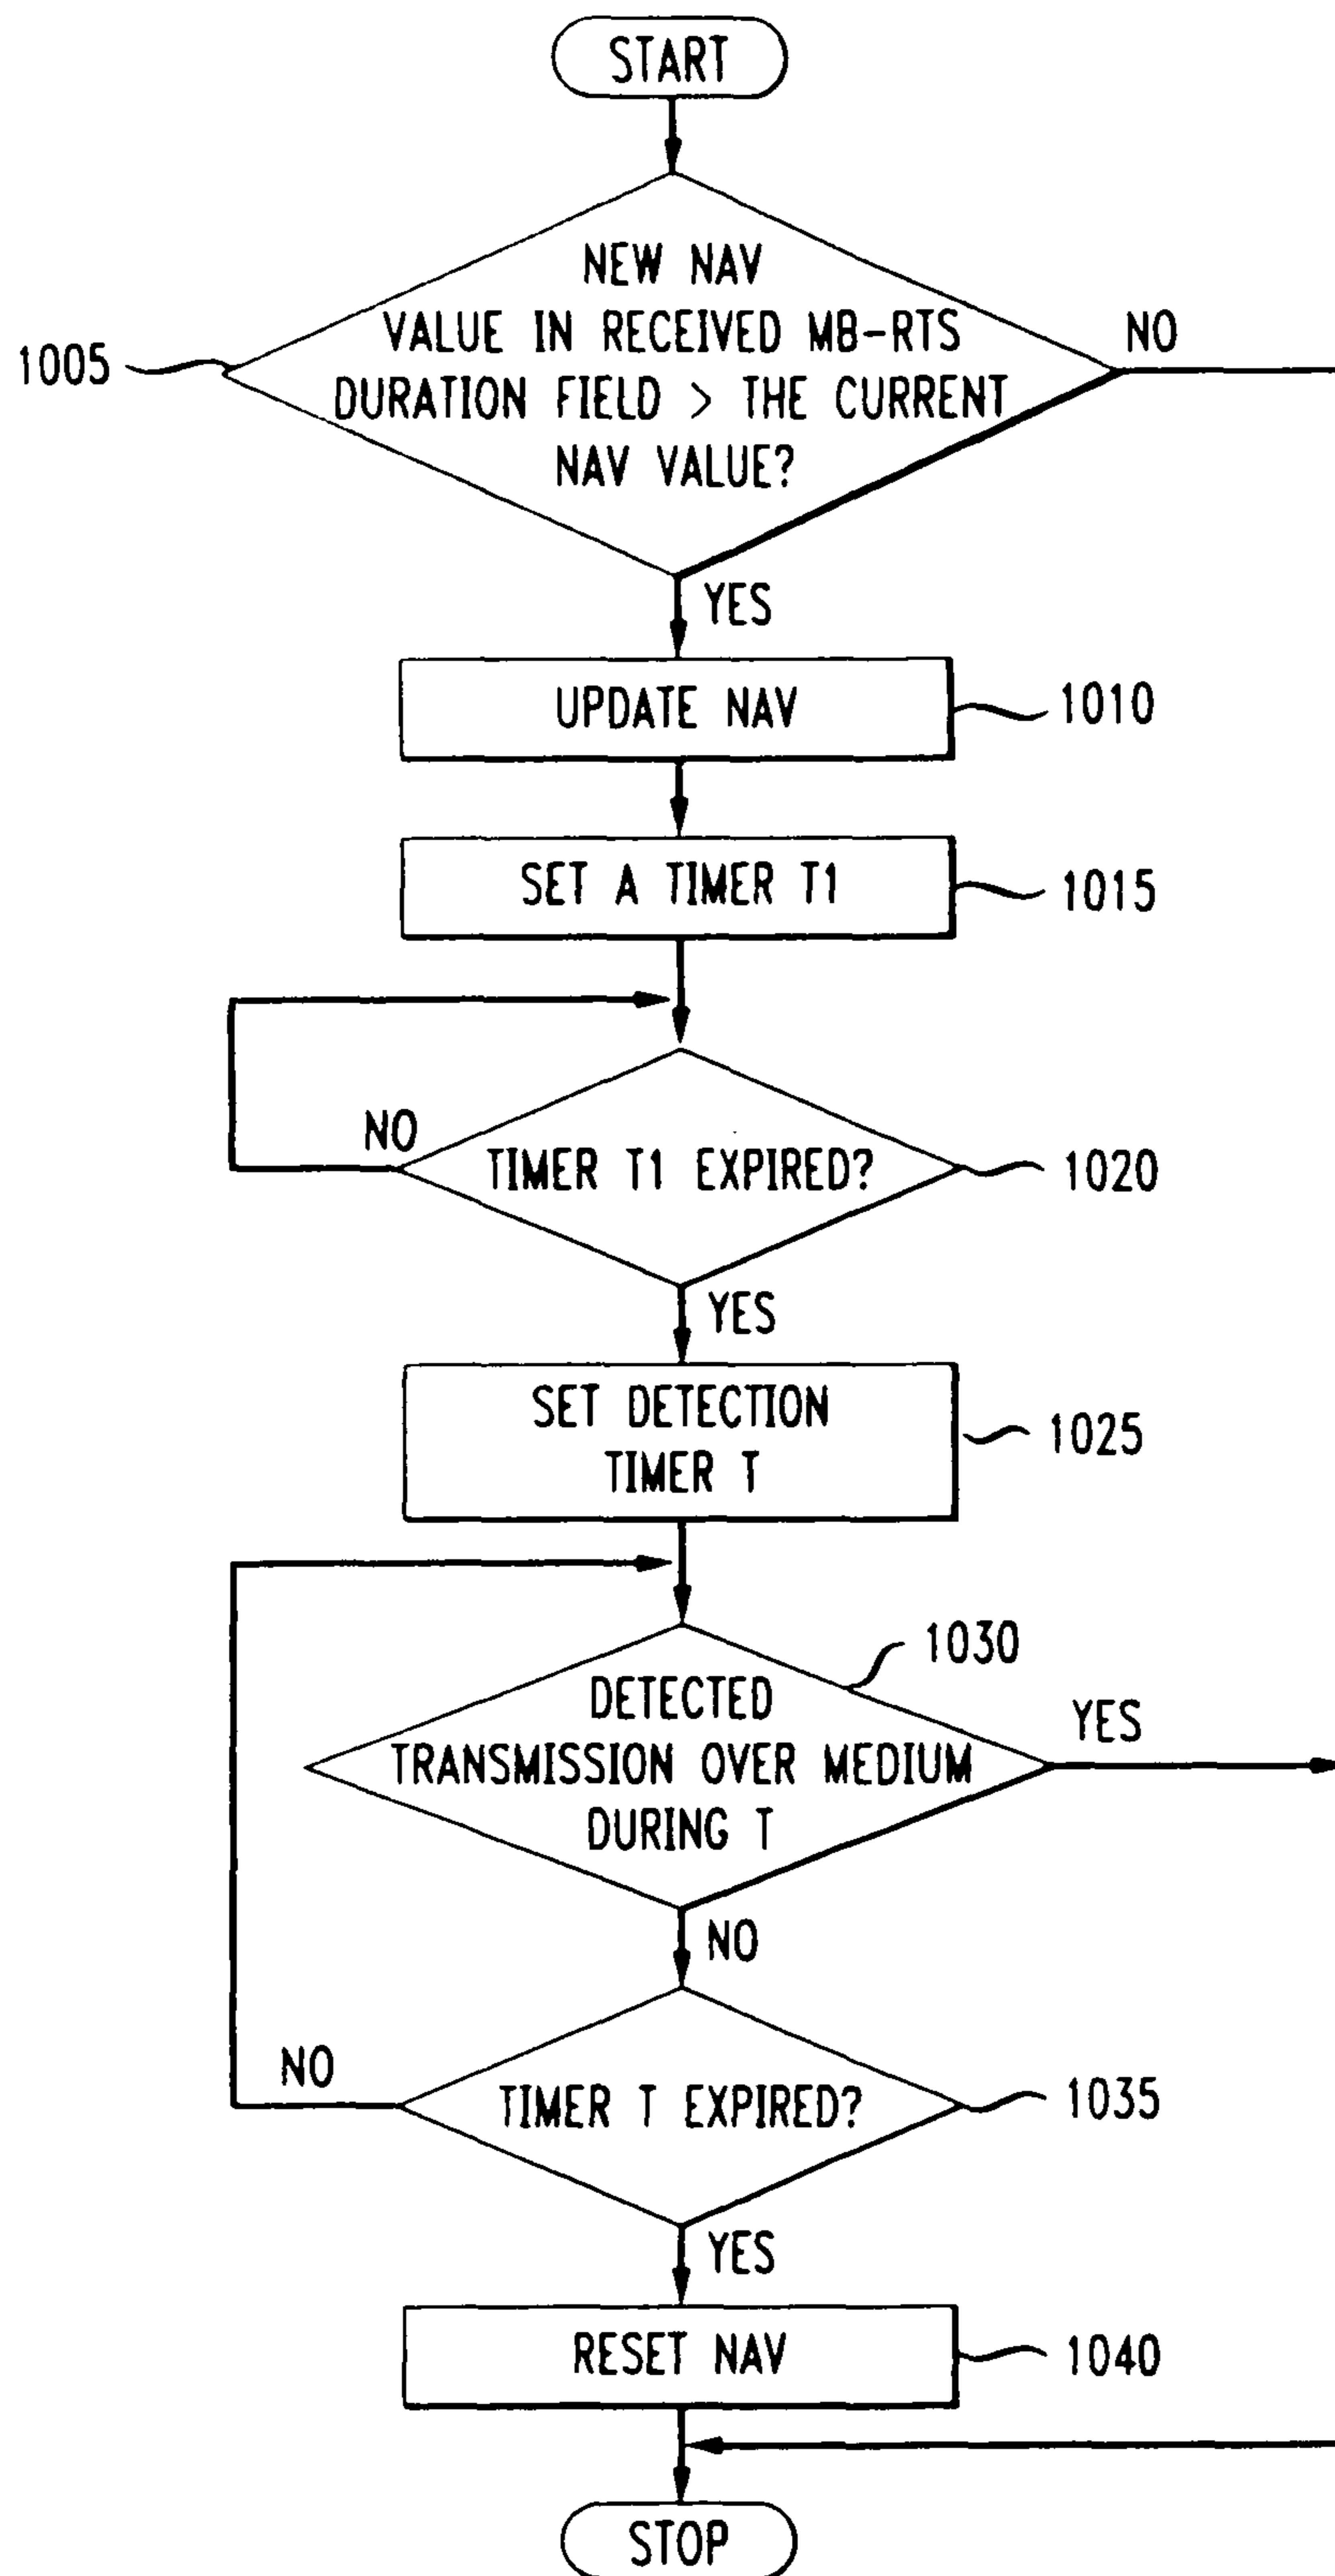 START
NEW NAV
VALUE IN RECEIVED MB-RTS
DURATION FIELD > THE CURRENT
NAV VALUE?
1005
NO
YES
UPDATE NAV
1010
SET A TIMER T1
1015
NO
TIMER T1 EXPIRED?
1020
YES
SET DETECTION
TIMER T
1025
1030
DETECTED
TRANSMISSION OVER MEDIUM
DURING T
YES
NO
NO
TIMER T EXPIRED?
1035
YES
RESET NAV
1040
STOP